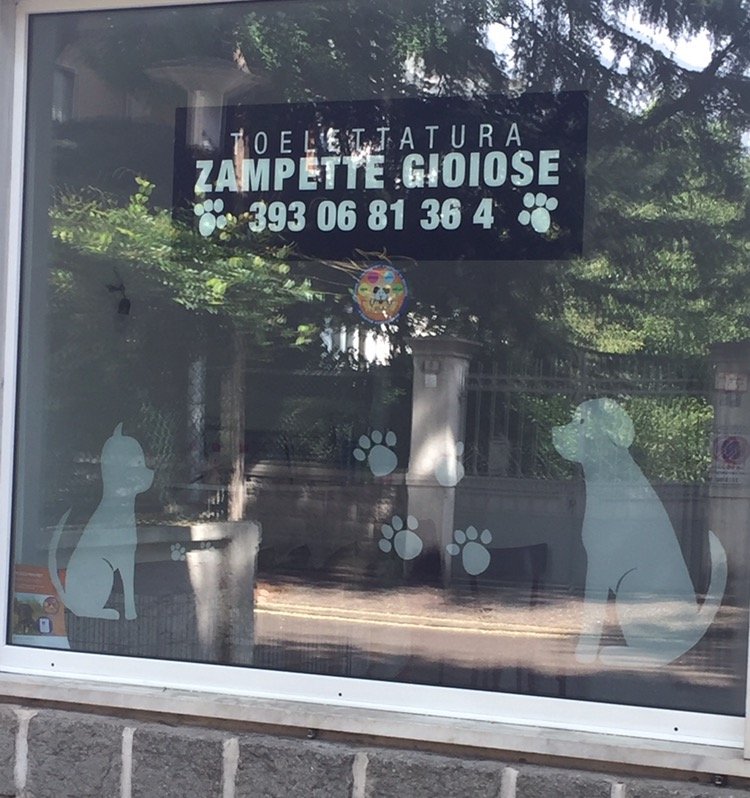 TOELETTATURA
ZAMPETTE GIOIOSE
393 06 81 36 4